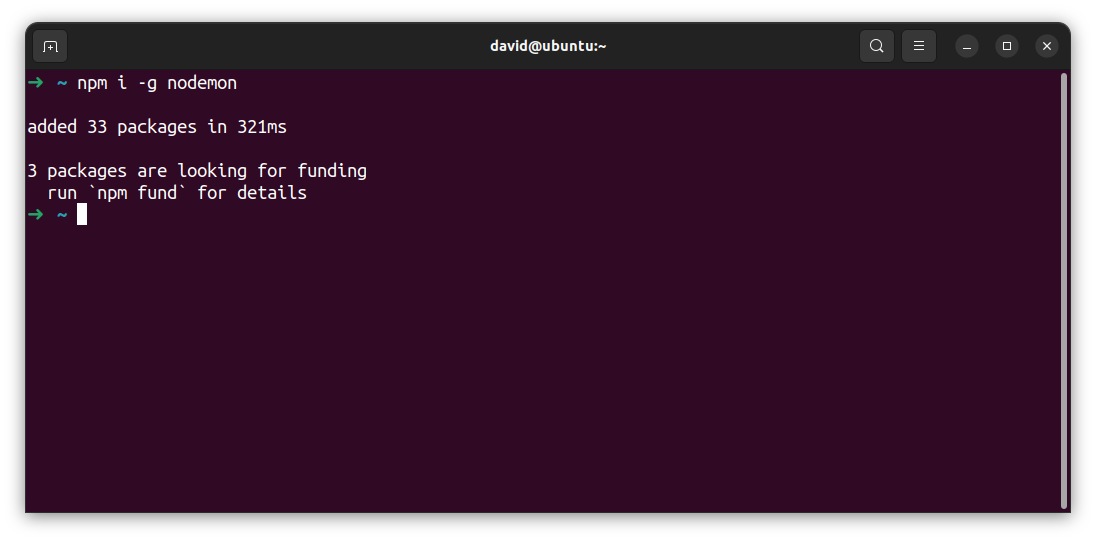 david@ubuntu:~
➜ ~ npm i -g nodemon
added 33 packages in 321ms
3 packages are looking for funding
run `npm fund` for details
➜ ~